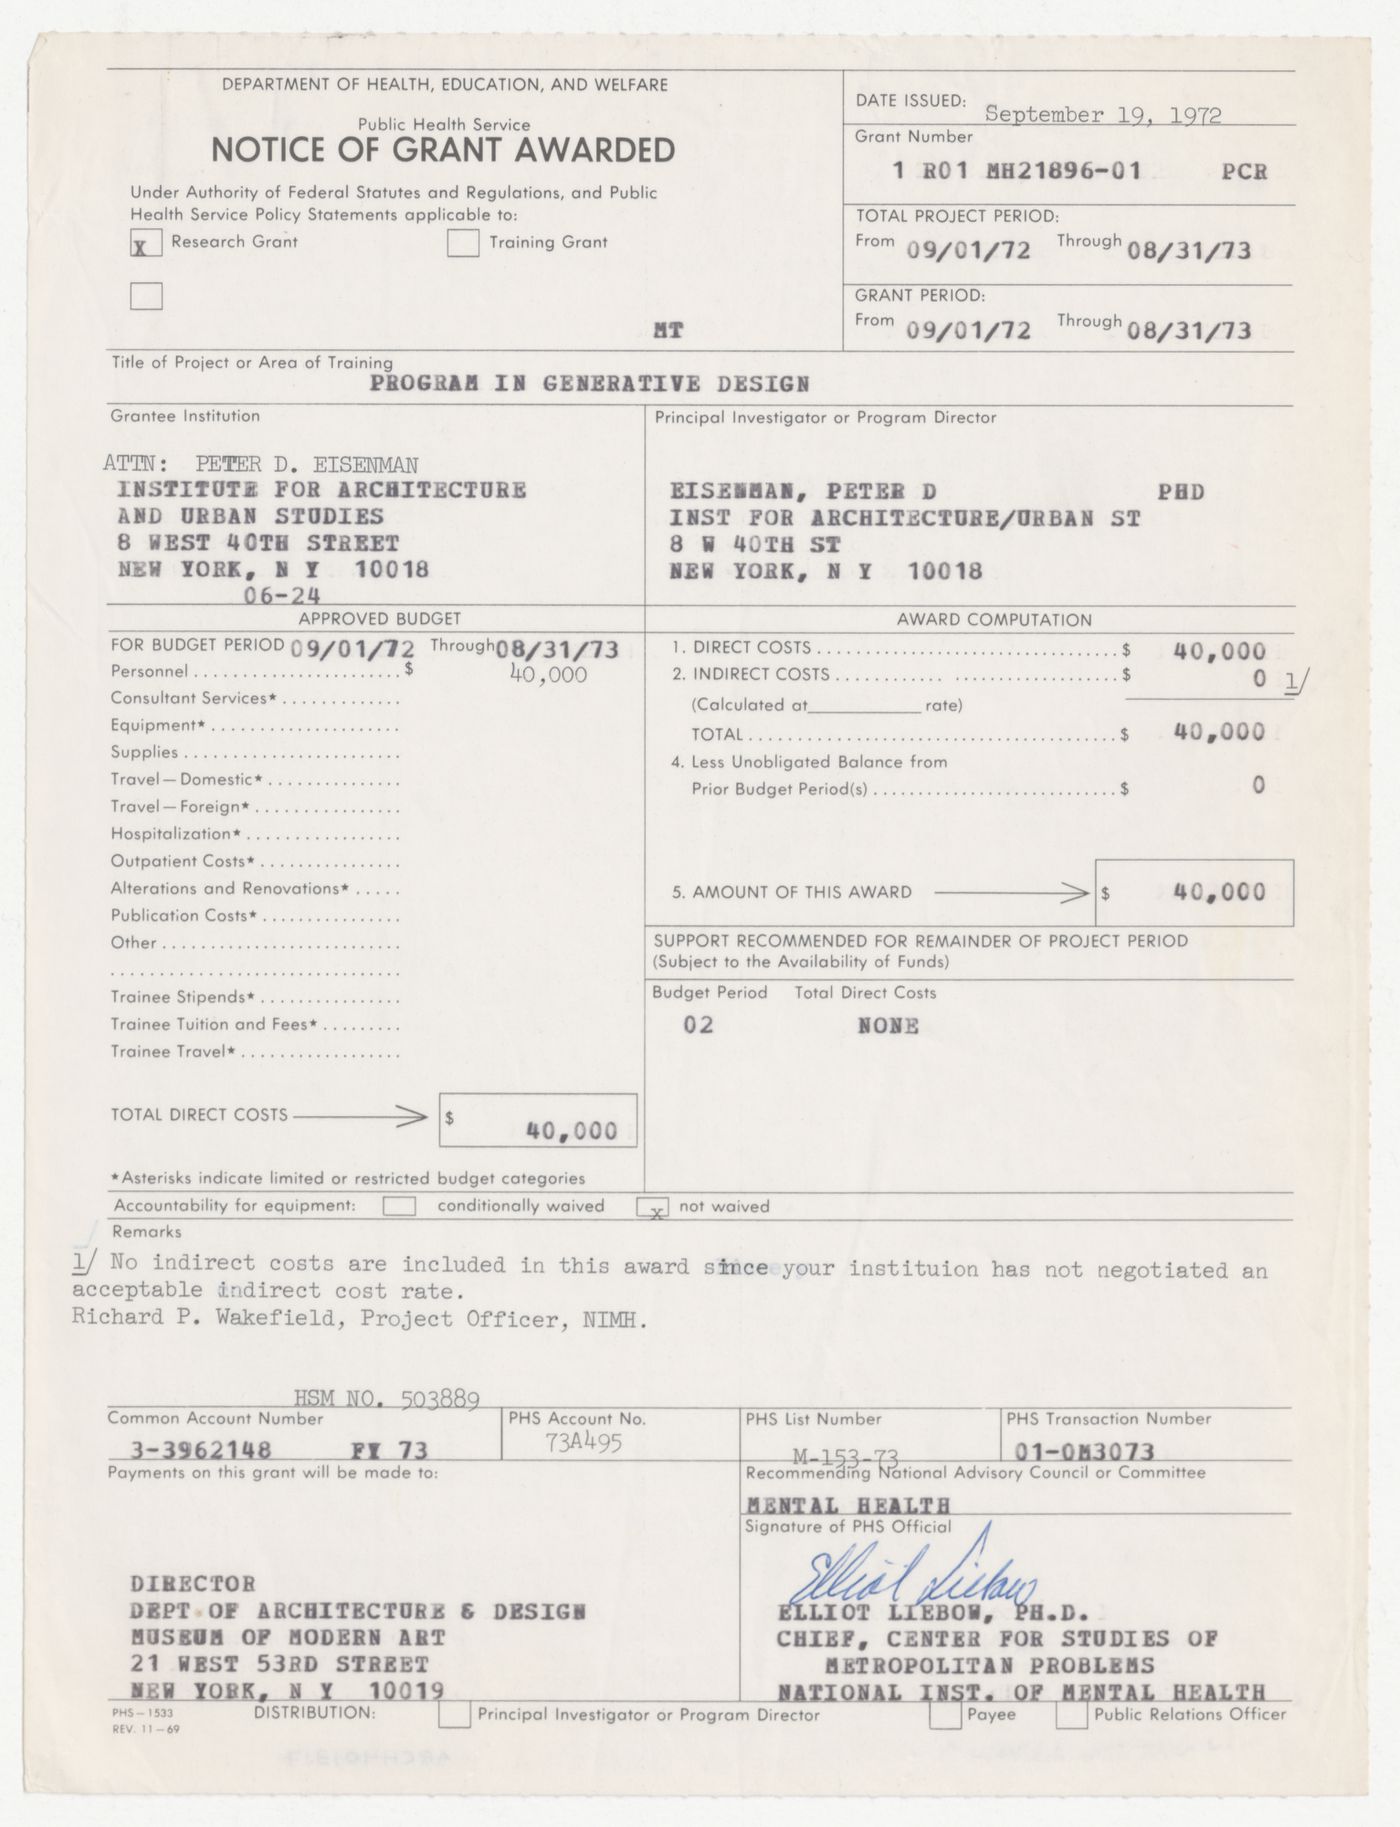 DEPARTMENT OF HEALTH, EDUCATION, AND WELFARE
Public Health Service
NOTICE OF GRANT AWARDED
Under Authority of Federal Statutes and Regulations, and Public
Health Service Policy Statements applicable to:
x Research Grant Training Grant
MT
DATE ISSUED: September 19, 1972
Grant Number
1 R01 MH21896-01 PCR
TOTAL PROJECT PERIOD:
From 09/01/72 Through 08/31/73
GRANT PERIOD:
From 09/01/72 Through 08/31/73
Title of Project or Area of Training
PROGRAM IN GENERATIVE DESIGN
Grantee Institution
ATTN: PETER D. EISENMAN
INSTITUTE FOR ARCHITECTURE
AND URBAN STUDIES
8 WEST 40TH STREET
NEW YORK, N Y 10018
06-24
Principal Investigator or Program Director
EISENMAN, PETER D PHD
INST FOR ARCHITECTURE/URBAN ST
8 W 40TH ST
NEW YORK, N Y 10018
APPROVED BUDGET
FOR BUDGET PERIOD 09/01/72 Through 08/31/73
Personnel ....................... $ 40,000
Consultant Services* .............
Equipment* .....................
Supplies ........................
Travel—Domestic* ...............
Travel—Foreign* .................
Hospitalization* .................
Outpatient Costs* ...............
Alterations and Renovations* .....
Publication Costs* ...............
Other ..........................
................................
Trainee Stipends* ...............
Trainee Tuition and Fees* .........
Trainee Travel* ..................
TOTAL DIRECT COSTS $ 40,000
*Asterisks indicate limited or restricted budget categories
AWARD COMPUTATION
1. DIRECT COSTS ................................ $ 40,000
2. INDIRECT COSTS ............ .................. $ 0 1/
(Calculated at____________ rate)
TOTAL ....................................... $ 40,000
4. Less Unobligated Balance from
Prior Budget Period(s) .......................... $ 0
5. AMOUNT OF THIS AWARD $ 40,000
SUPPORT RECOMMENDED FOR REMAINDER OF PROJECT PERIOD
(Subject to the Availability of Funds)
Budget Period Total Direct Costs
02 NONE
Accountability for equipment: conditionally waived x not waived
Remarks
1/ No indirect costs are included in this award since your instituion has not negotiated an
acceptable indirect cost rate.
Richard P. Wakefield, Project Officer, NIMH.
HSM NO. 503889
Common Account Number
3-3962148 FY 73
PHS Account No.
73A495
PHS List Number
M-153-73
PHS Transaction Number
01-0M3073
Payments on this grant will be made to:
DIRECTOR
DEPT OF ARCHITECTURE & DESIGN
MUSEUM OF MODERN ART
21 WEST 53RD STREET
NEW YORK, N Y 10019
Recommending National Advisory Council or Committee
MENTAL HEALTH
Signature of PHS Official
Elliot Liebow
ELLIOT LIEBOW, PH.D.
CHIEF, CENTER FOR STUDIES OF
METROPOLITAN PROBLEMS
NATIONAL INST. OF MENTAL HEALTH
PHS—1533
REV. 11—69
DISTRIBUTION: Principal Investigator or Program Director Payee Public Relations Officer